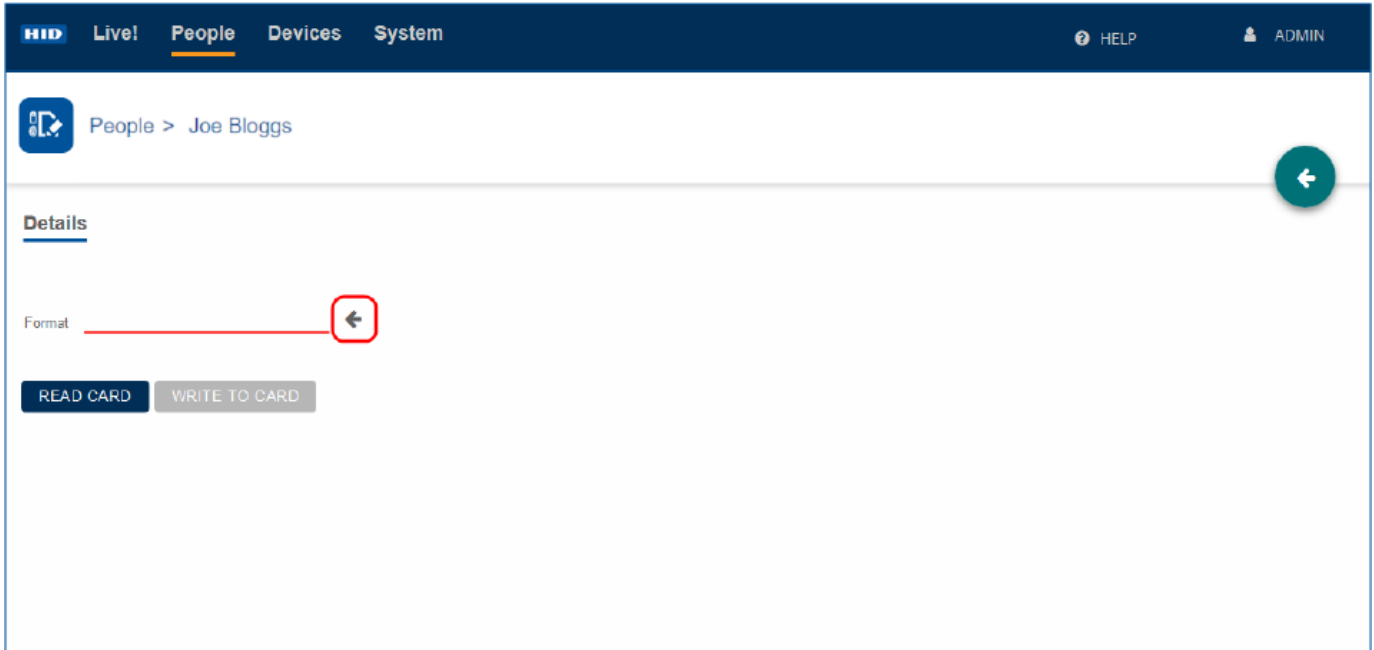 HID Live! People Devices System HELP ADMIN
People > Joe Bloggs
Details
Format
READ CARD WRITE TO CARD